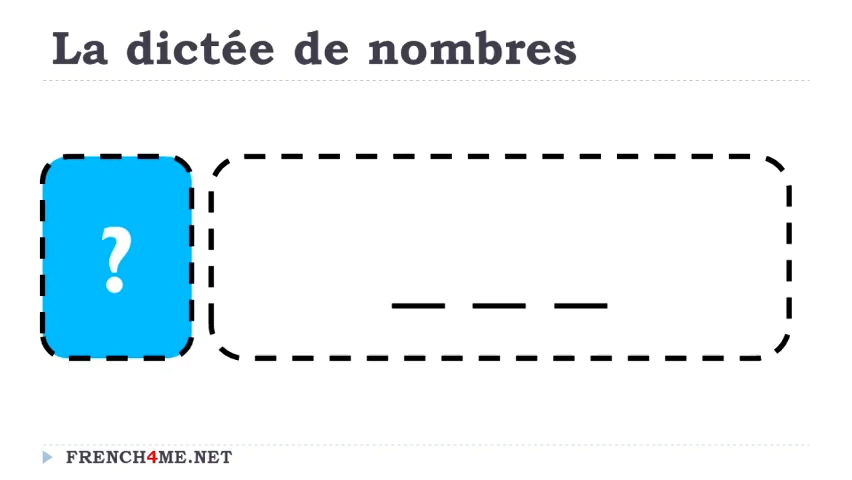 La dictée de nombres
?
_ _ _
FRENCH4ME.NET